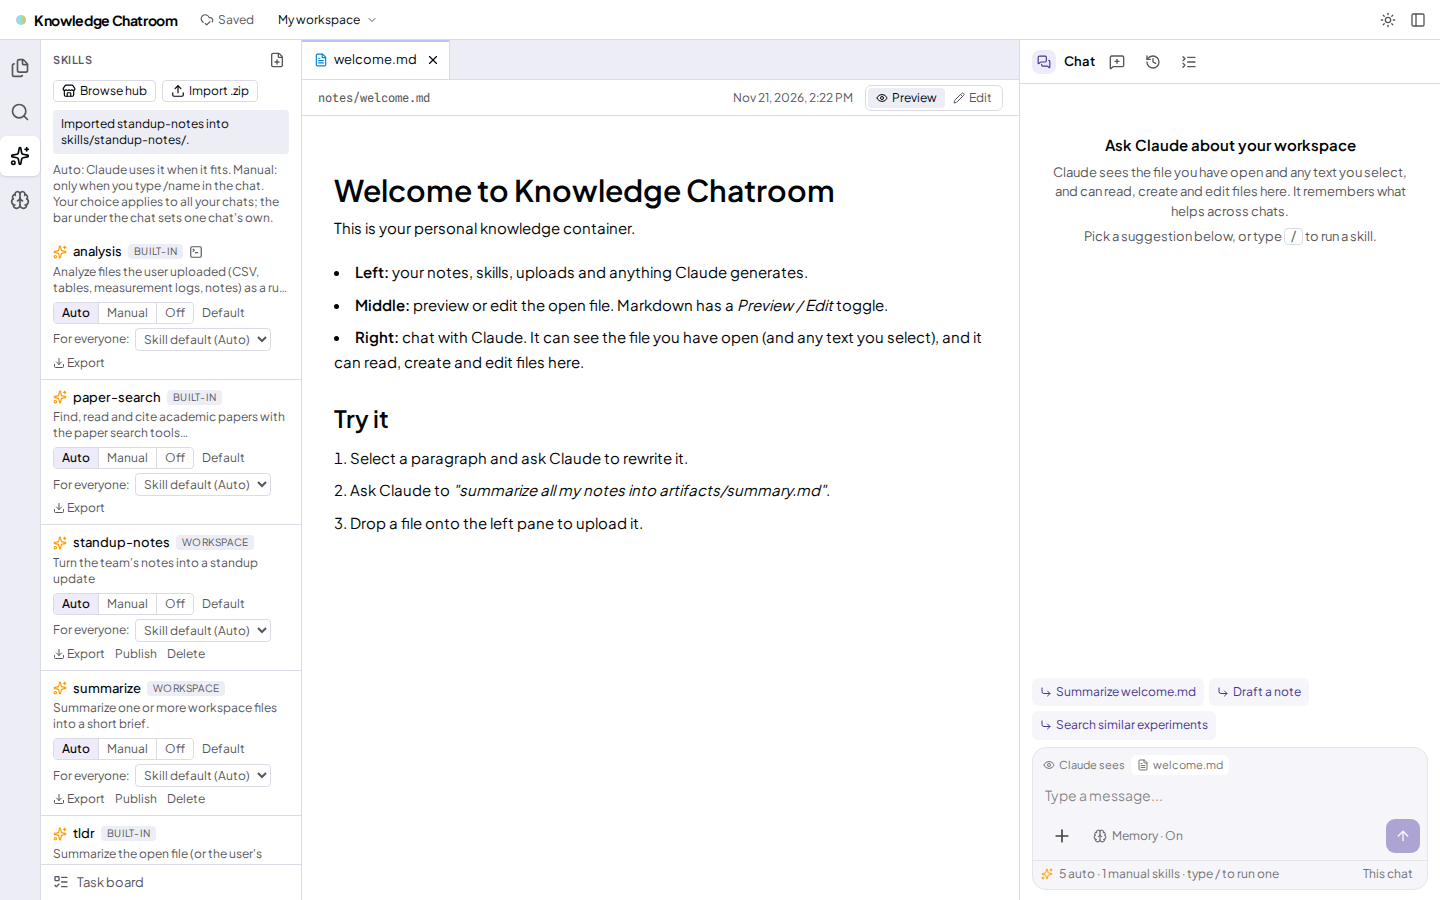 Knowledge Chatroom
Saved
My workspace
SKILLS
Browse hub
Import .zip
Imported standup-notes into
skills/standup-notes/.
Auto: Claude uses it when it fits. Manual:
only when you type /name in the chat.
Your choice applies to all your chats; the
bar under the chat sets one chat's own.
analysis BUILT-IN
Analyze files the user uploaded (CSV,
tables, measurement logs, notes) as a ru...
Auto Manual Off Default
For everyone: Skill default (Auto)
Export
paper-search BUILT-IN
Find, read and cite academic papers with
the paper search tools...
Auto Manual Off Default
For everyone: Skill default (Auto)
Export
standup-notes WORKSPACE
Turn the team's notes into a standup
update
Auto Manual Off Default
For everyone: Skill default (Auto)
Export Publish Delete
summarize WORKSPACE
Summarize one or more workspace files
into a short brief.
Auto Manual Off Default
For everyone: Skill default (Auto)
Export Publish Delete
tldr BUILT-IN
Summarize the open file (or the user's
Task board
welcome.md
notes/welcome.md
Nov 21, 2026, 2:22 PM
Preview
Edit
Welcome to Knowledge Chatroom
This is your personal knowledge container.
• Left: your notes, skills, uploads and anything Claude generates.
• Middle: preview or edit the open file. Markdown has a Preview / Edit toggle.
• Right: chat with Claude. It can see the file you have open (and any text you select), and it
can read, create and edit files here.
Try it
1. Select a paragraph and ask Claude to rewrite it.
2. Ask Claude to "summarize all my notes into artifacts/summary.md".
3. Drop a file onto the left pane to upload it.
Chat
Ask Claude about your workspace
Claude sees the file you have open and any text you select,
and can read, create and edit files here. It remembers what
helps across chats.
Pick a suggestion below, or type / to run a skill.
Summarize welcome.md
Draft a note
Search similar experiments
Claude sees welcome.md
Type a message...
Memory · On
5 auto · 1 manual skills · type / to run one
This chat